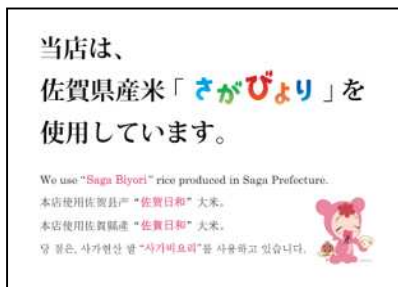 当店は、
佐賀県産米「さがびより」を
使用しています。
We use “Saga Biyori” rice produced in Saga Prefecture.
本店使用佐贺县产 “佐賀日和” 大米。
本店使用佐賀縣產 “佐賀日和” 大米。
당 점은, 사가현산 쌀 “사가비요리”를 사용하고 있습니다.